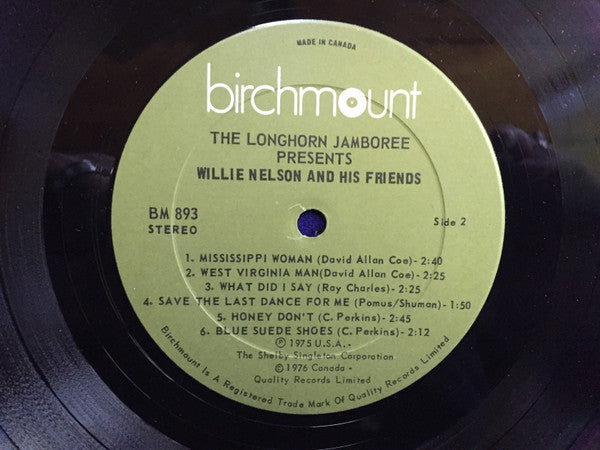 MADE IN CANADA
birchmount
THE LONGHORN JAMBOREE
PRESENTS
WILLIE NELSON AND HIS FRIENDS
BM 893
STEREO
Side 2
1. MISSISSIPPI WOMAN (David Allan Coe)- 2:40
2. WEST VIRGINIA MAN(David Allan Coe)- 2:25
3. WHAT DID I SAY (Ray Charles)- 2:25
4. SAVE THE LAST DANCE FOR ME (Pomus/Shuman)- 1:50
5. HONEY DON'T (C. Perkins)- 2:45
6. BLUE SUEDE SHOES (C. Perkins)- 2:12
℗ 1975 U.S.A.-
The Shelby Singleton Corporation
© 1976 Canada -
Quality Records Limited
Birchmount Is A Registered Trade Mark Of Quality Records Limited